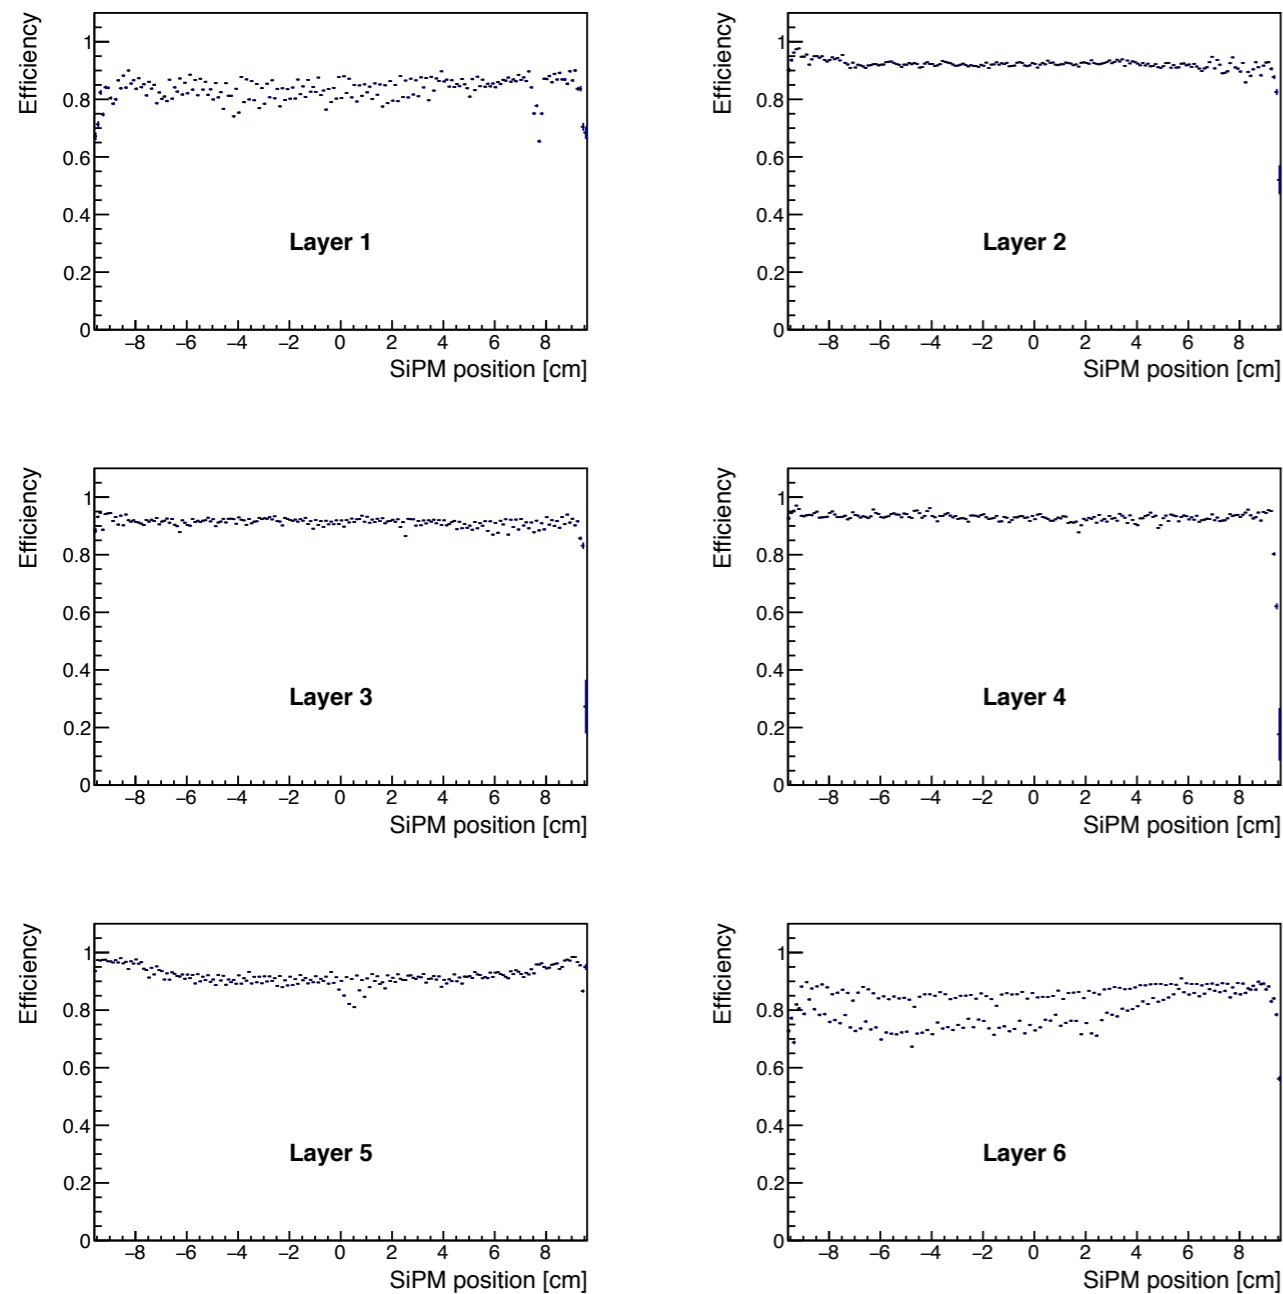 Efficiency
1
0.8
0.6
0.4
0.2
0
Layer 1
−8 −6 −4 −2 0 2 4 6 8
SiPM position [cm]
Efficiency
1
0.8
0.6
0.4
0.2
0
Layer 2
−8 −6 −4 −2 0 2 4 6 8
SiPM position [cm]
Efficiency
1
0.8
0.6
0.4
0.2
0
Layer 3
−8 −6 −4 −2 0 2 4 6 8
SiPM position [cm]
Efficiency
1
0.8
0.6
0.4
0.2
0
Layer 4
−8 −6 −4 −2 0 2 4 6 8
SiPM position [cm]
Efficiency
1
0.8
0.6
0.4
0.2
0
Layer 5
−8 −6 −4 −2 0 2 4 6 8
SiPM position [cm]
Efficiency
1
0.8
0.6
0.4
0.2
0
Layer 6
−8 −6 −4 −2 0 2 4 6 8
SiPM position [cm]